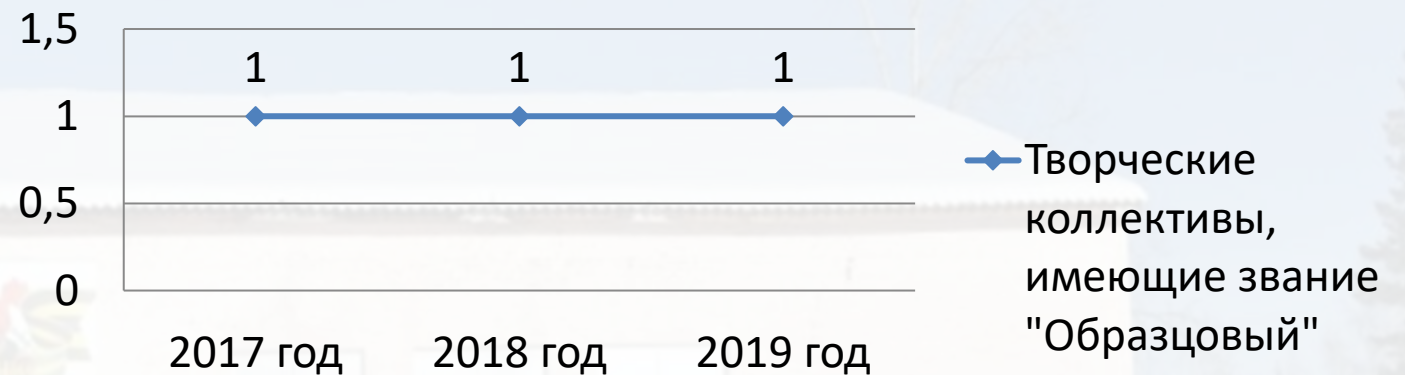 1,5
1 1 1
1
0,5
0
2017 год 2018 год 2019 год
Творческие
коллективы,
имеющие звание
"Образцовый"